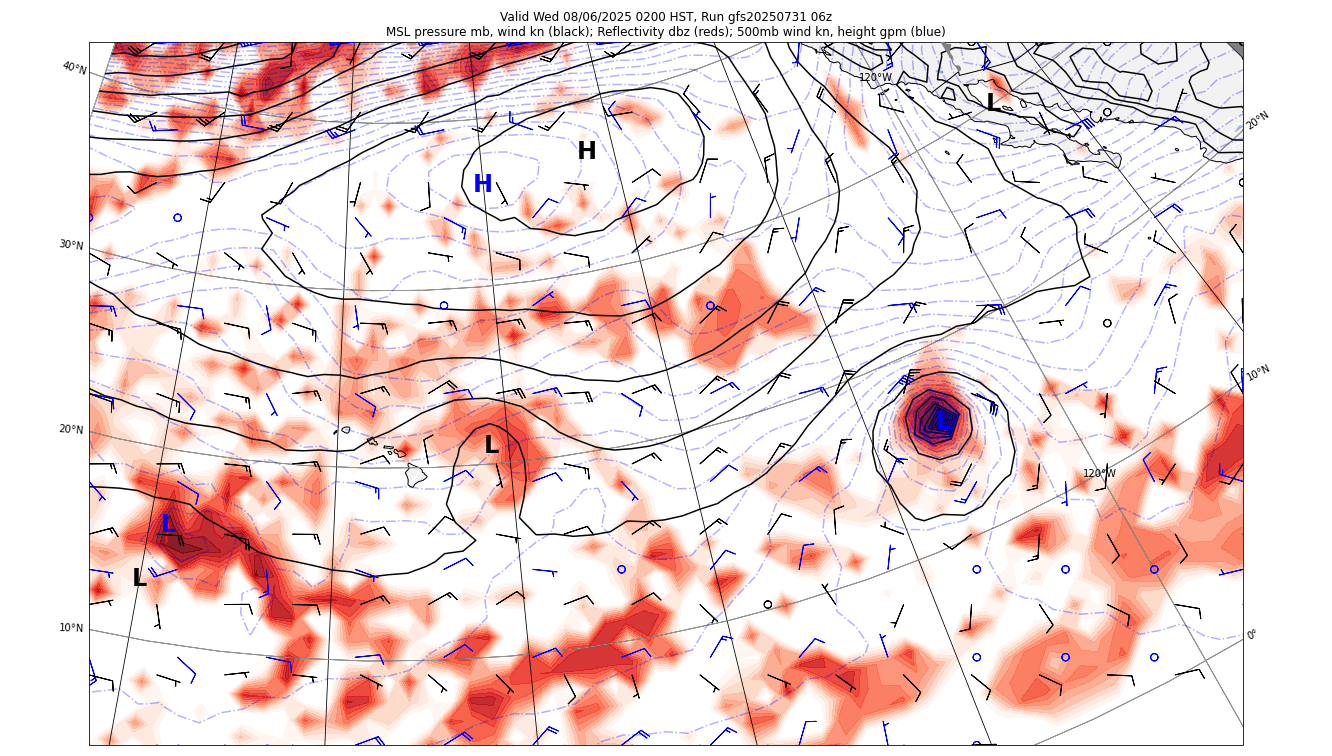 Valid Wed 08/06/2025 0200 HST, Run gfs20250731 06z
MSL pressure mb, wind kn (black); Reflectivity dbz (reds); 500mb wind kn, height gpm (blue)
40°N
120°W
L
20°N
H
H
30°N
10°N
L
20°N
L
120°W
L
L
10°N
0°